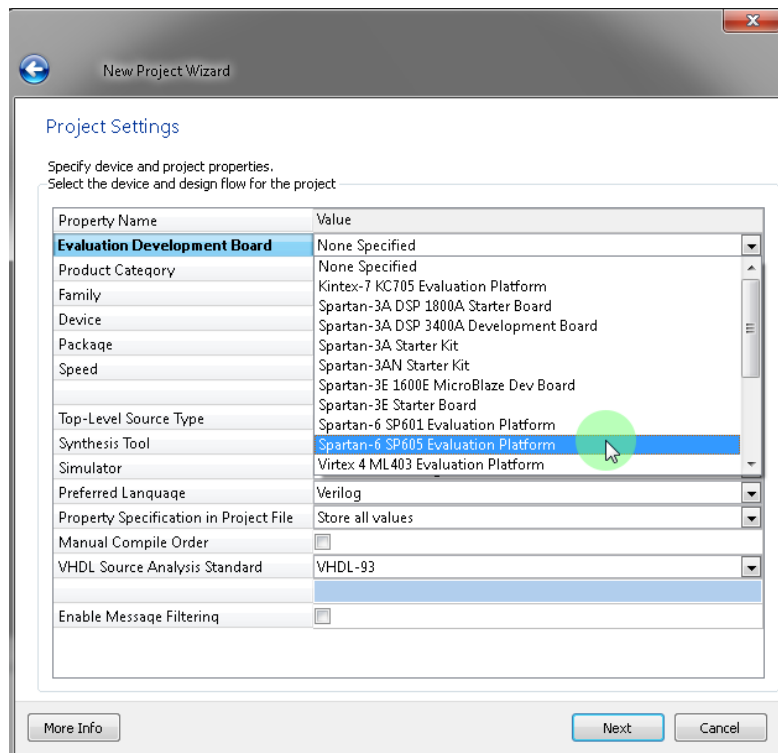 New Project Wizard
Project Settings
Specify device and project properties.
Select the device and design flow for the project
Property Name Value
Evaluation Development Board None Specified
Product Category None Specified
Kintex-7 KC705 Evaluation Platform
Family
Spartan-3A DSP 1800A Starter Board
Device Spartan-3A DSP 3400A Development Board
Package Spartan-3A Starter Kit
Speed Spartan-3AN Starter Kit
Spartan-3E 1600E MicroBlaze Dev Board
Spartan-3E Starter Board
Top-Level Source Type Spartan-6 SP601 Evaluation Platform
Synthesis Tool Spartan-6 SP605 Evaluation Platform
Simulator Virtex 4 ML403 Evaluation Platform
Preferred Language Verilog
Property Specification in Project File Store all values
Manual Compile Order
VHDL Source Analysis Standard VHDL-93
Enable Message Filtering
More Info Next Cancel